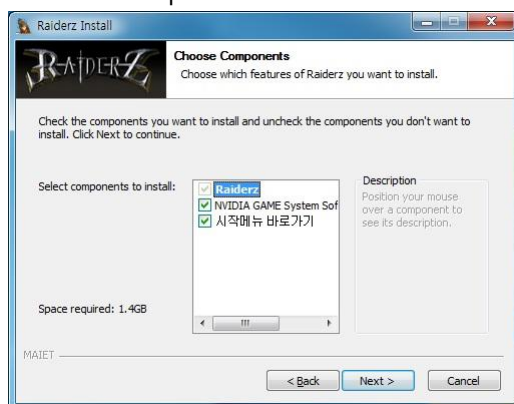 Raiderz Install
RAIDERZ
Choose Components
Choose which features of Raiderz you want to install.
Check the components you want to install and uncheck the components you don't want to
install. Click Next to continue.
Select components to install:
Raiderz
NVIDIA GAME System Sof
시작메뉴 바로가기
Description
Position your mouse
over a component to
see its description.
Space required: 1.4GB
MAIET
< Back
Next >
Cancel